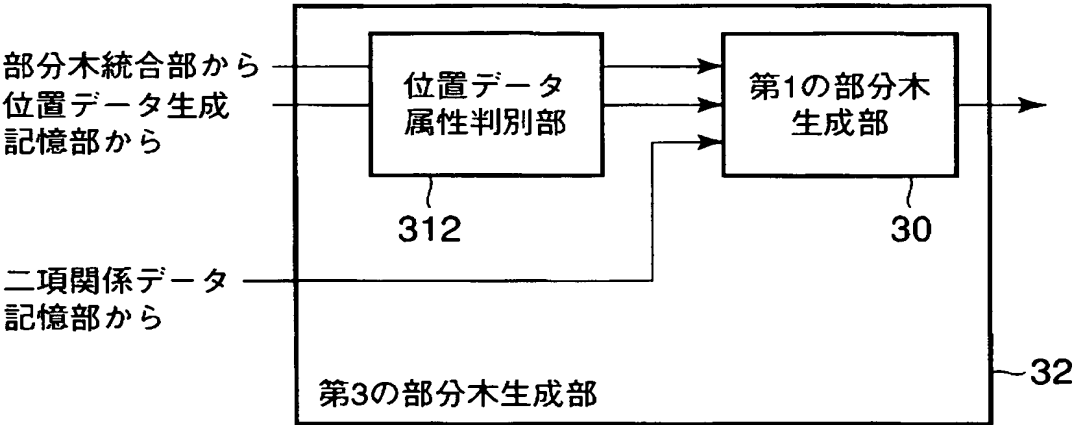 部分木統合部から
位置データ生成
記憶部から
位置データ
属性判別部
312
第1の部分木
生成部
30
二項関係データ
記憶部から
第3の部分木生成部
32